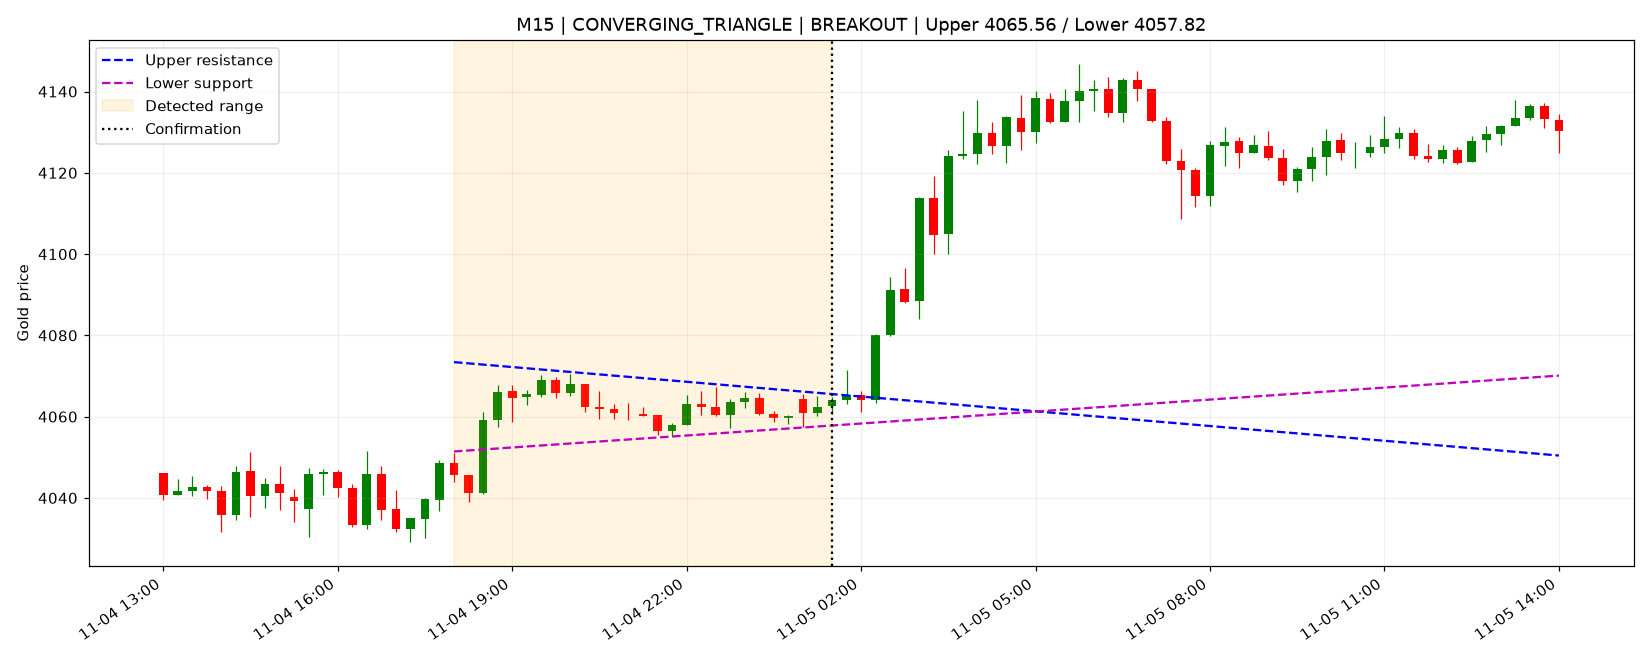 M15 | CONVERGING_TRIANGLE | BREAKOUT | Upper 4065.56 / Lower 4057.82
Upper resistance
Lower support
Detected range
Confirmation
Gold price
4140
4120
4100
4080
4060
4040
11-04 13:00
11-04 16:00
11-04 19:00
11-04 22:00
11-05 02:00
11-05 05:00
11-05 08:00
11-05 11:00
11-05 14:00